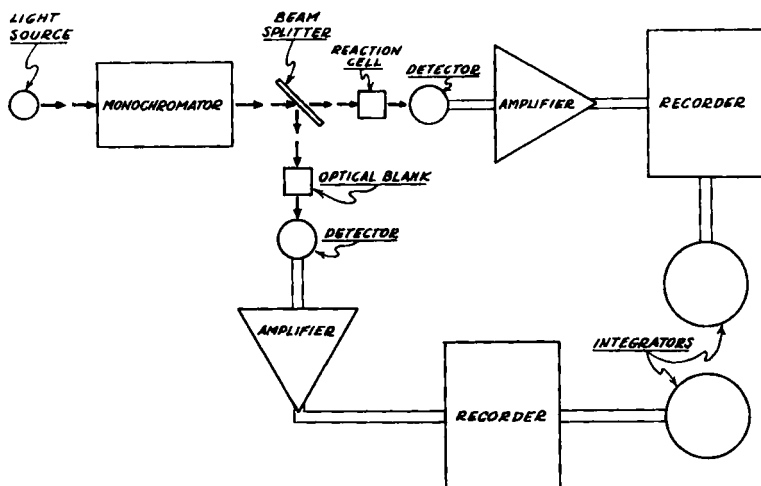 LIGHT
SOURCE
BEAM
SPLITTER
REACTION
CELL
DETECTOR
MONOCHROMATOR
AMPLIFIER
RECORDER
OPTICAL BLANK
DETECTOR
AMPLIFIER
INTEGRATORS
RECORDER